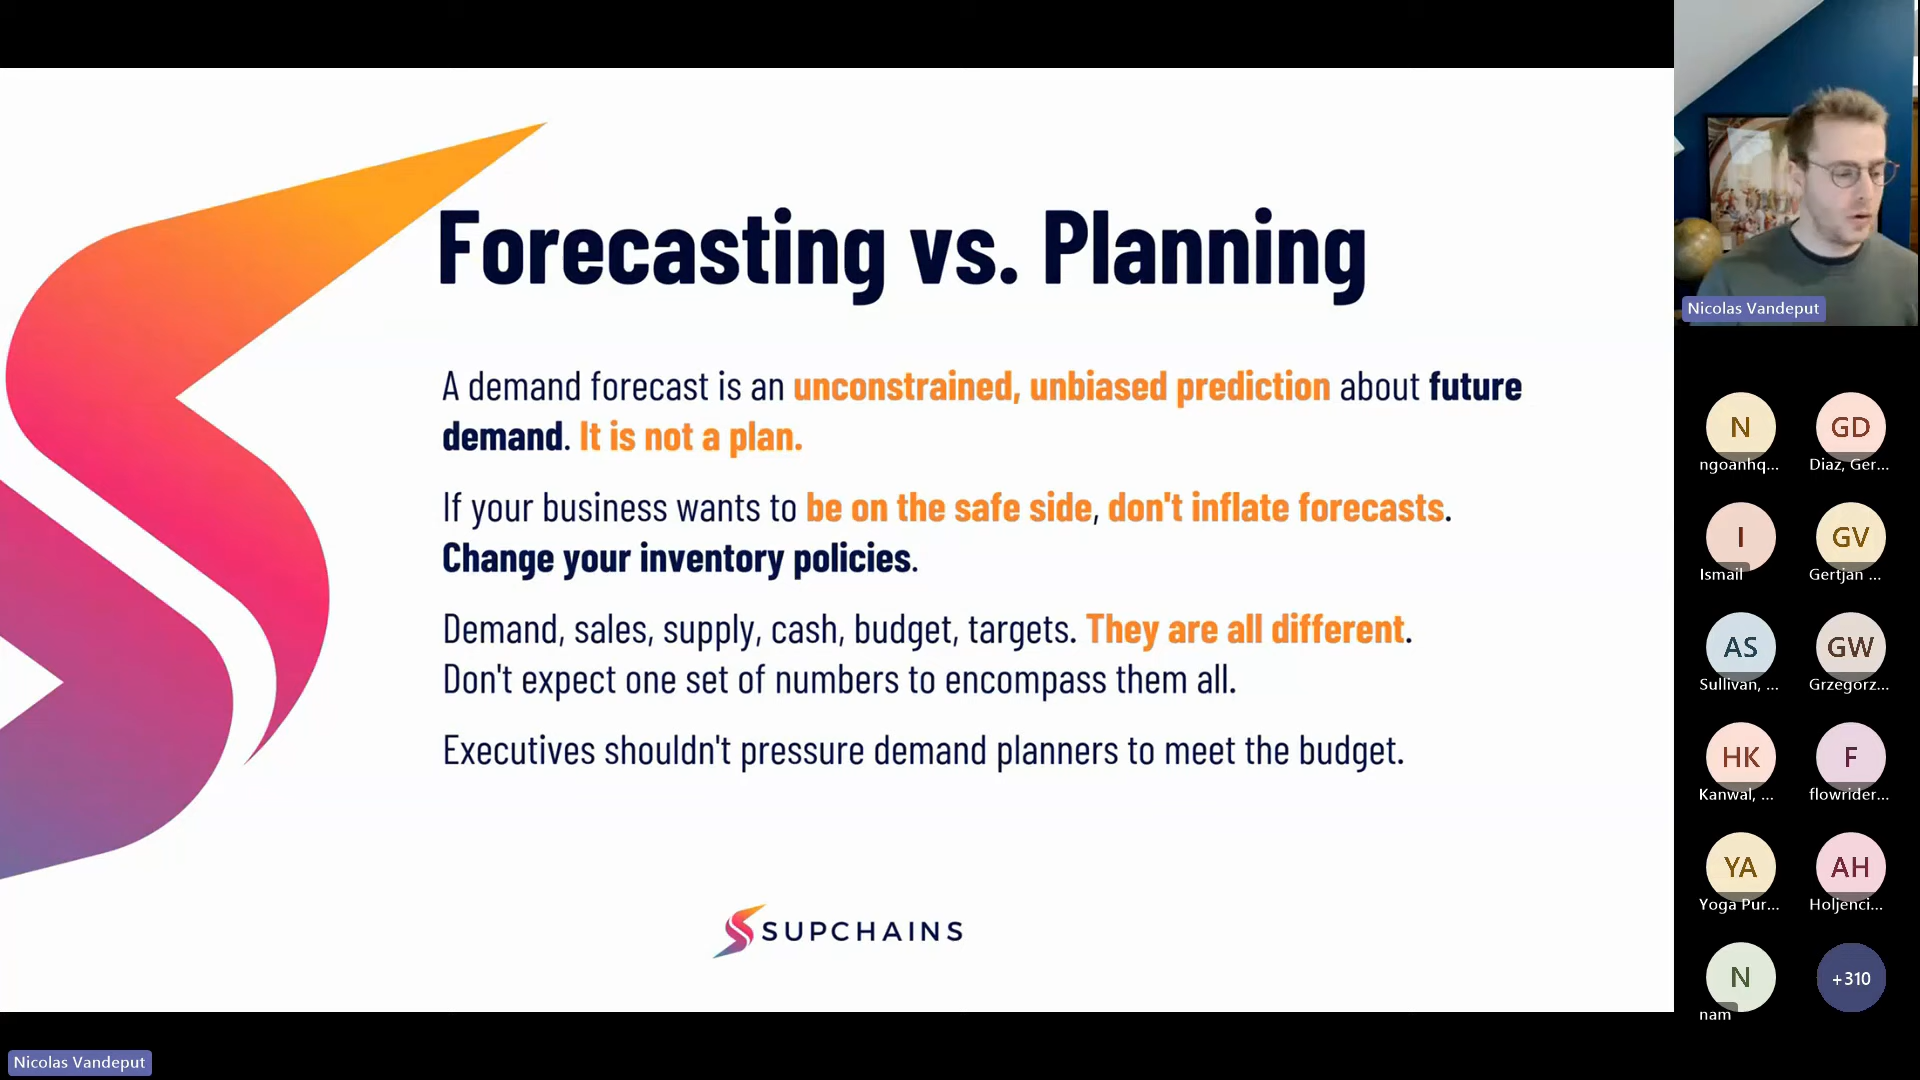 Forecasting vs. Planning
A demand forecast is an unconstrained, unbiased prediction about future
demand. It is not a plan.
If your business wants to be on the safe side, don't inflate forecasts.
Change your inventory policies.
Demand, sales, supply, cash, budget, targets. They are all different.
Don't expect one set of numbers to encompass them all.
Executives shouldn't pressure demand planners to meet the budget.
SUPCHAINS
Nicolas Vandeput
Nicolas Vandeput
N
ngoanhq...
GD
Diaz, Ger...
I
Ismail
GV
Gertjan ...
AS
Sullivan, ...
GW
Grzegorz...
HK
Kanwal, ...
F
flowrider...
YA
Yoga Pur...
AH
Holjenci...
N
nam
+310